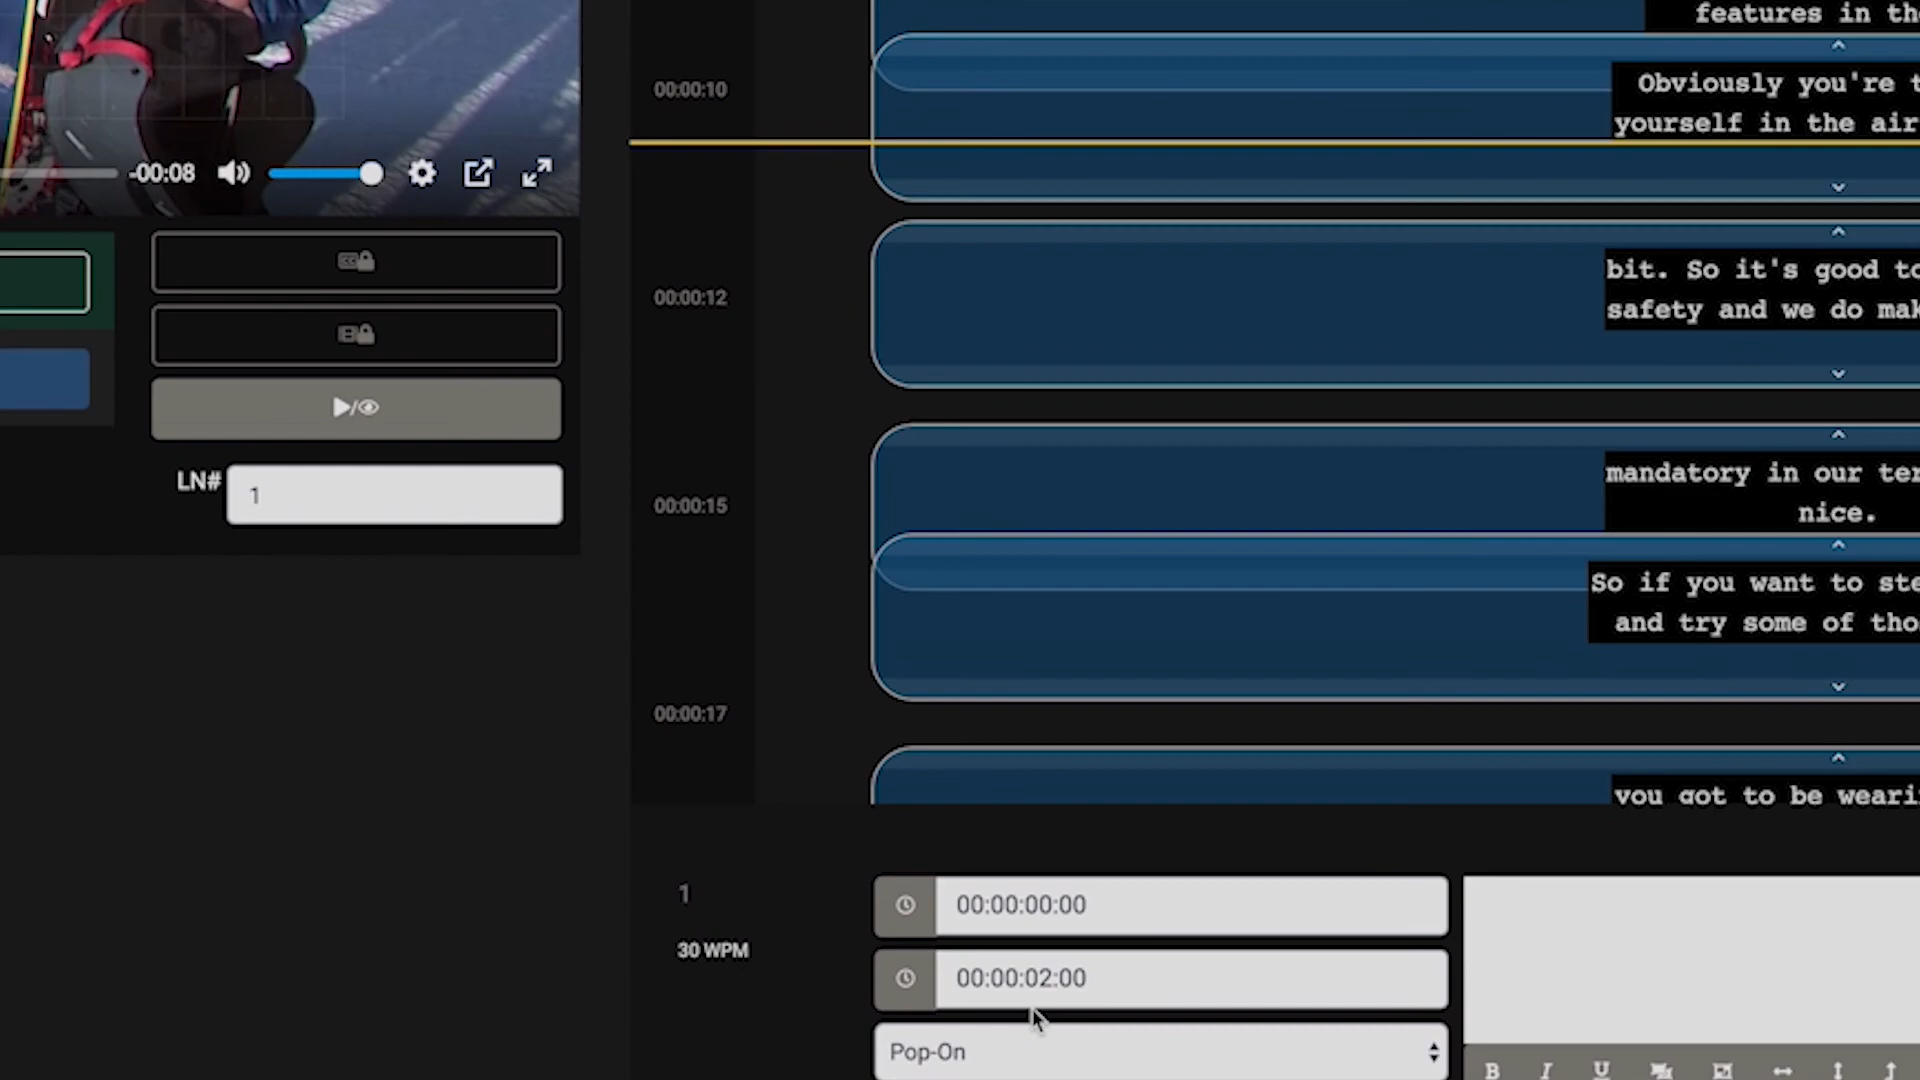 features in the
00:00:10
Obviously you're t
yourself in the air
-00:08
00:00:12
bit. So it's good to
safety and we do mak
LN#
1
00:00:15
mandatory in our ter
nice.
So if you want to ste
and try some of tho
00:00:17
you got to be weari
1
00:00:00:00
30 WPM
00:00:02:00
Pop-On
B I U